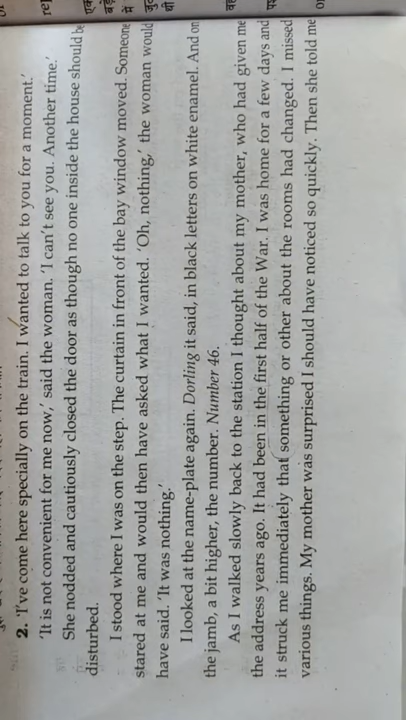 2. 'I've come here specially on the train. I wanted to talk to you for a moment.'
'It is not convenient for me now,' said the woman. 'I can't see you. Another time.'
She nodded and cautiously closed the door as though no one inside the house should be
disturbed.
I stood where I was on the step. The curtain in front of the bay window moved. Someone
stared at me and would then have asked what I wanted. 'Oh, nothing,' the woman would
have said. 'It was nothing.'
I looked at the name-plate again. Dorling it said, in black letters on white enamel. And on
the jamb, a bit higher, the number. Number 46.
As I walked slowly back to the station I thought about my mother, who had given me
the address years ago. It had been in the first half of the War. I was home for a few days and
it struck me immediately that something or other about the rooms had changed. I missed
various things. My mother was surprised I should have noticed so quickly. Then she told me